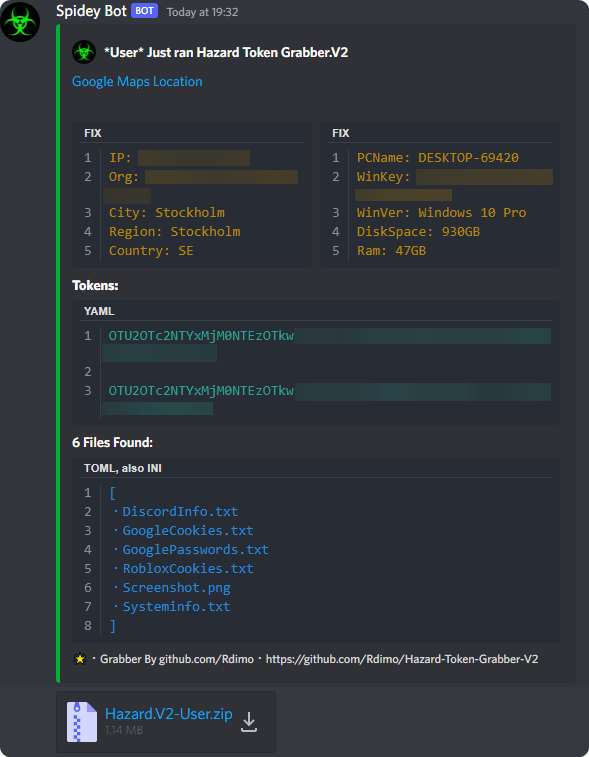 Spidey Bot BOT Today at 19:32
*User* Just ran Hazard Token Grabber.V2
Google Maps Location
FIX
1 IP:
2 Org:
3 City: Stockholm
4 Region: Stockholm
5 Country: SE
FIX
1 PCName: DESKTOP-69420
2 WinKey:
3 WinVer: Windows 10 Pro
4 DiskSpace: 930GB
5 Ram: 47GB
Tokens:
YAML
1 OTU2OTc2NTYxMjM0NTEzOTkw
2
3 OTU2OTc2NTYxMjM0NTEzOTkw
6 Files Found:
TOML, also INI
1 [
2 · DiscordInfo.txt
3 · GoogleCookies.txt
4 · GooglePasswords.txt
5 · RobloxCookies.txt
6 · Screenshot.png
7 · Systeminfo.txt
8 ]
· Grabber By github.com/Rdimo · https://github.com/Rdimo/Hazard-Token-Grabber-V2
Hazard.V2-User.zip
1.14 MB